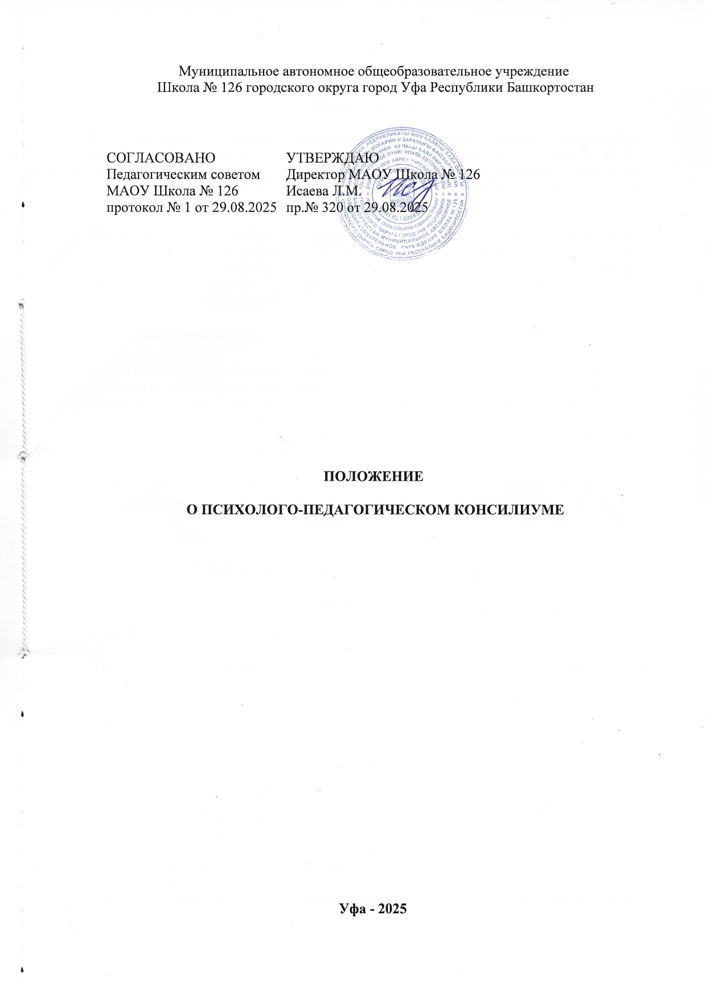 Муниципальное автономное общеобразовательное учреждение
Школа № 126 городского округа город Уфа Республики Башкортостан
СОГЛАСОВАНО
Педагогическим советом
МАОУ Школа № 126
протокол № 1 от 29.08.2025
УТВЕРЖДАЮ
Директор МАОУ Школа № 126
Исаева Л.М.
пр.№ 320 от 29.08.2025
ПОЛОЖЕНИЕ
О ПСИХОЛОГО-ПЕДАГОГИЧЕСКОМ КОНСИЛИУМЕ
Уфа - 2025